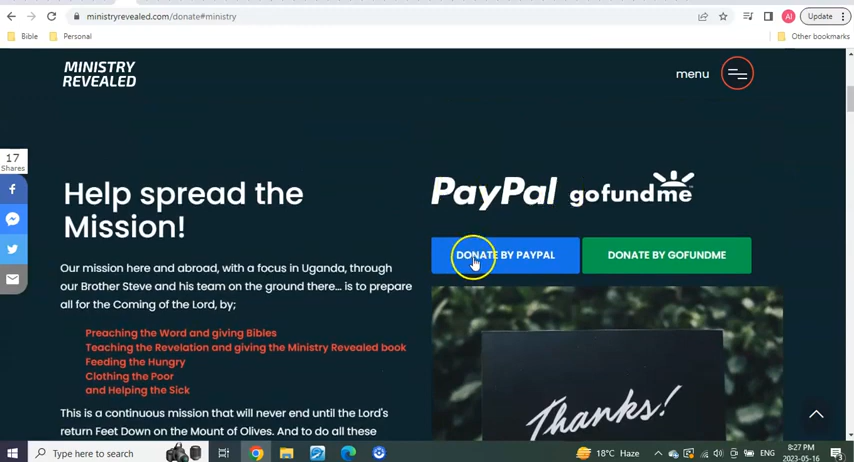 ministryrevealed.com/donate#ministry
AI
Update
Bible
Personal
Other bookmarks
MINISTRY
REVEALED
menu
17
Shares
Help spread the
Mission!
Our mission here and abroad, with a focus in Uganda, through
our Brother Steve and his team on the ground there... is to prepare
all for the Coming of the Lord, by;
Preaching the Word and giving Bibles
Teaching the Revelation and giving the Ministry Revealed book
Feeding the Hungry
Clothing the Poor
and Helping the Sick
This is a continuous mission that will never end until the Lord's
return Feet Down on the Mount of Olives. And to do all these
PayPal
gofundme
DONATE BY PAYPAL
DONATE BY GOFUNDME
Thanks!
Type here to search
18°C Haze
ENG
8:27 PM
2023-05-16
3